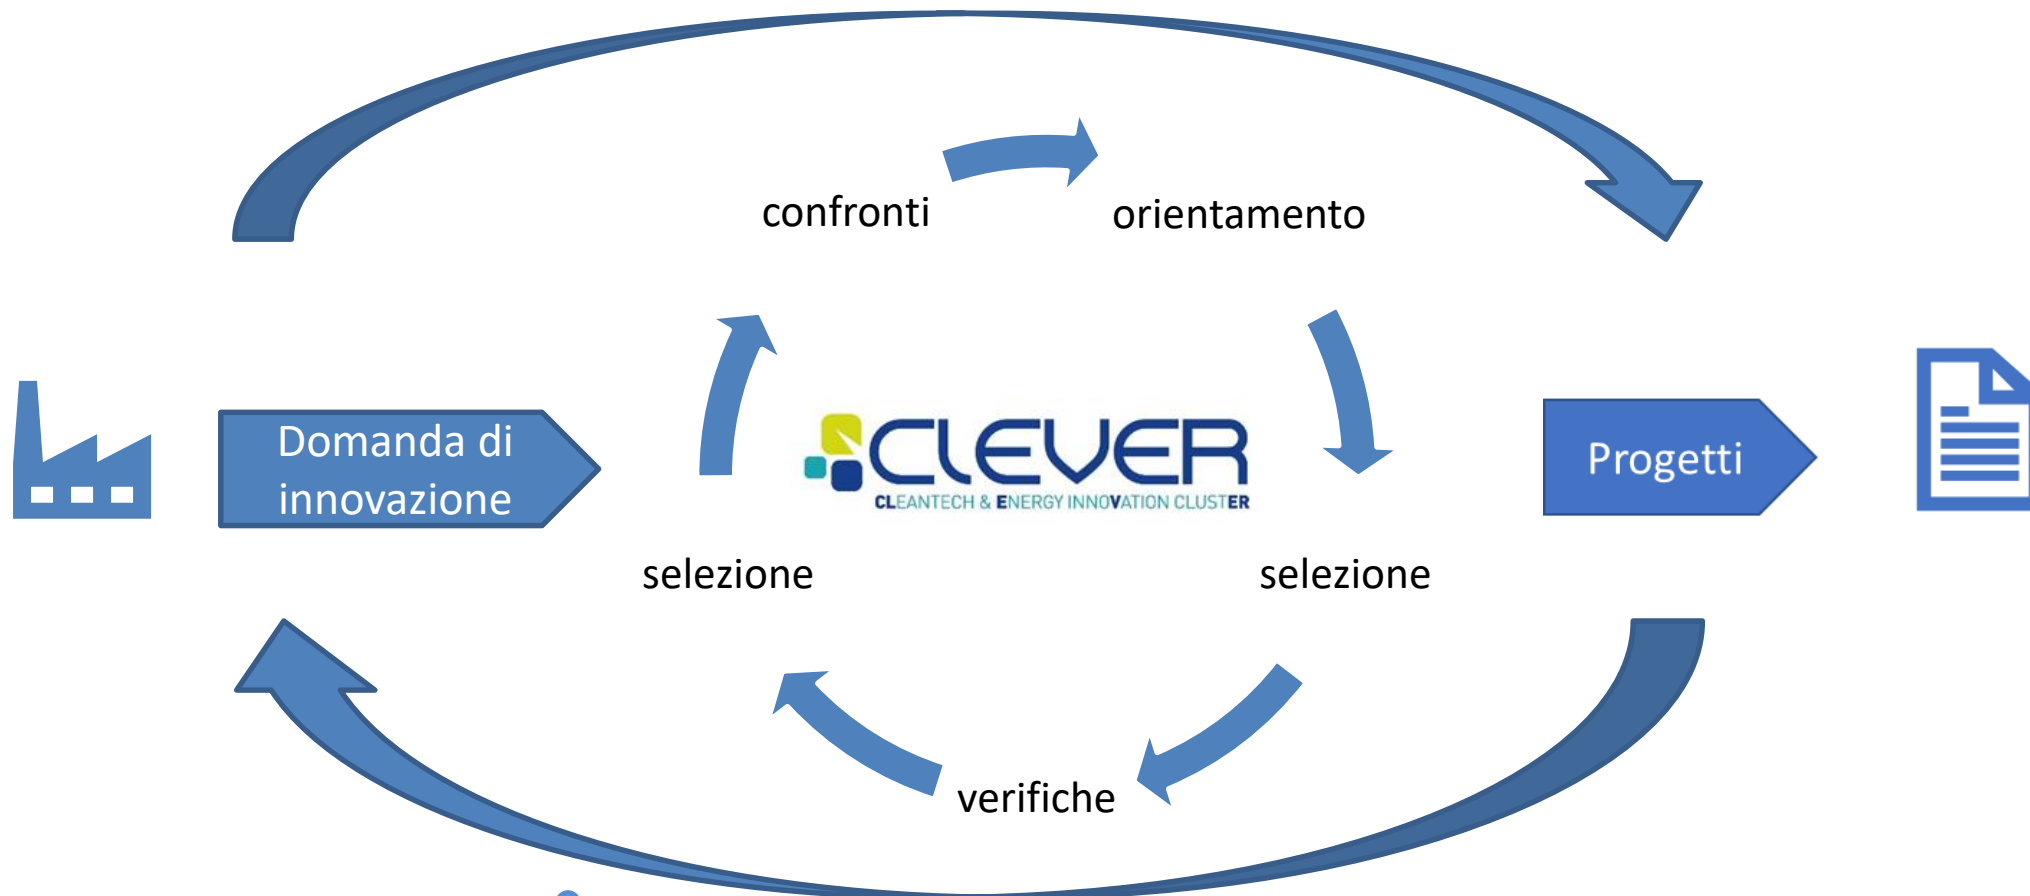 confronti
orientamento
Domanda di
innovazione
CLEVER
CLEANTECH & ENERGY INNOVATION CLUSTER
Progetti
selezione
selezione
verifiche